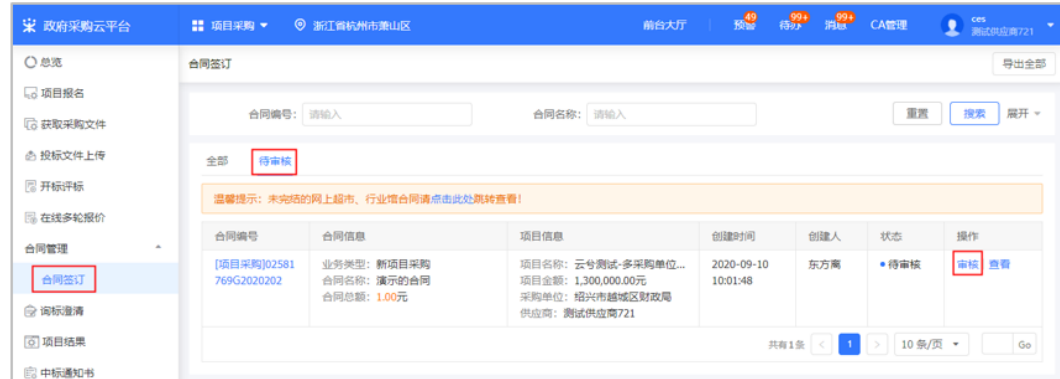 政府采购云平台
项目采购
浙江省杭州市萧山区
前台大厅
预警 49
待办 99+
消息 99+
CA管理
ces
测试供应商721
总览
项目报名
获取采购文件
投标文件上传
开标评标
在线多轮报价
合同管理
合同签订
询标澄清
项目结果
中标通知书
合同签订
导出全部
合同编号： 请输入
合同名称： 请输入
重置 搜索 展开
全部 待审核
温馨提示：未完结的网上超市、行业馆合同请点击此处跳转查看！
合同编号 合同信息 项目信息 创建时间 创建人 状态 操作
[项目采购]02581
769G2020202
业务类型：新项目采购
合同名称：演示的合同
合同总额：1.00元
项目名称：云兮测试-多采购单位...
项目金额：1,300,000.00元
采购单位：绍兴市越城区财政局
供应商：测试供应商721
2020-09-10
10:01:48
东方离
待审核
审核 查看
共有1条 < 1 > 10 条/页 Go